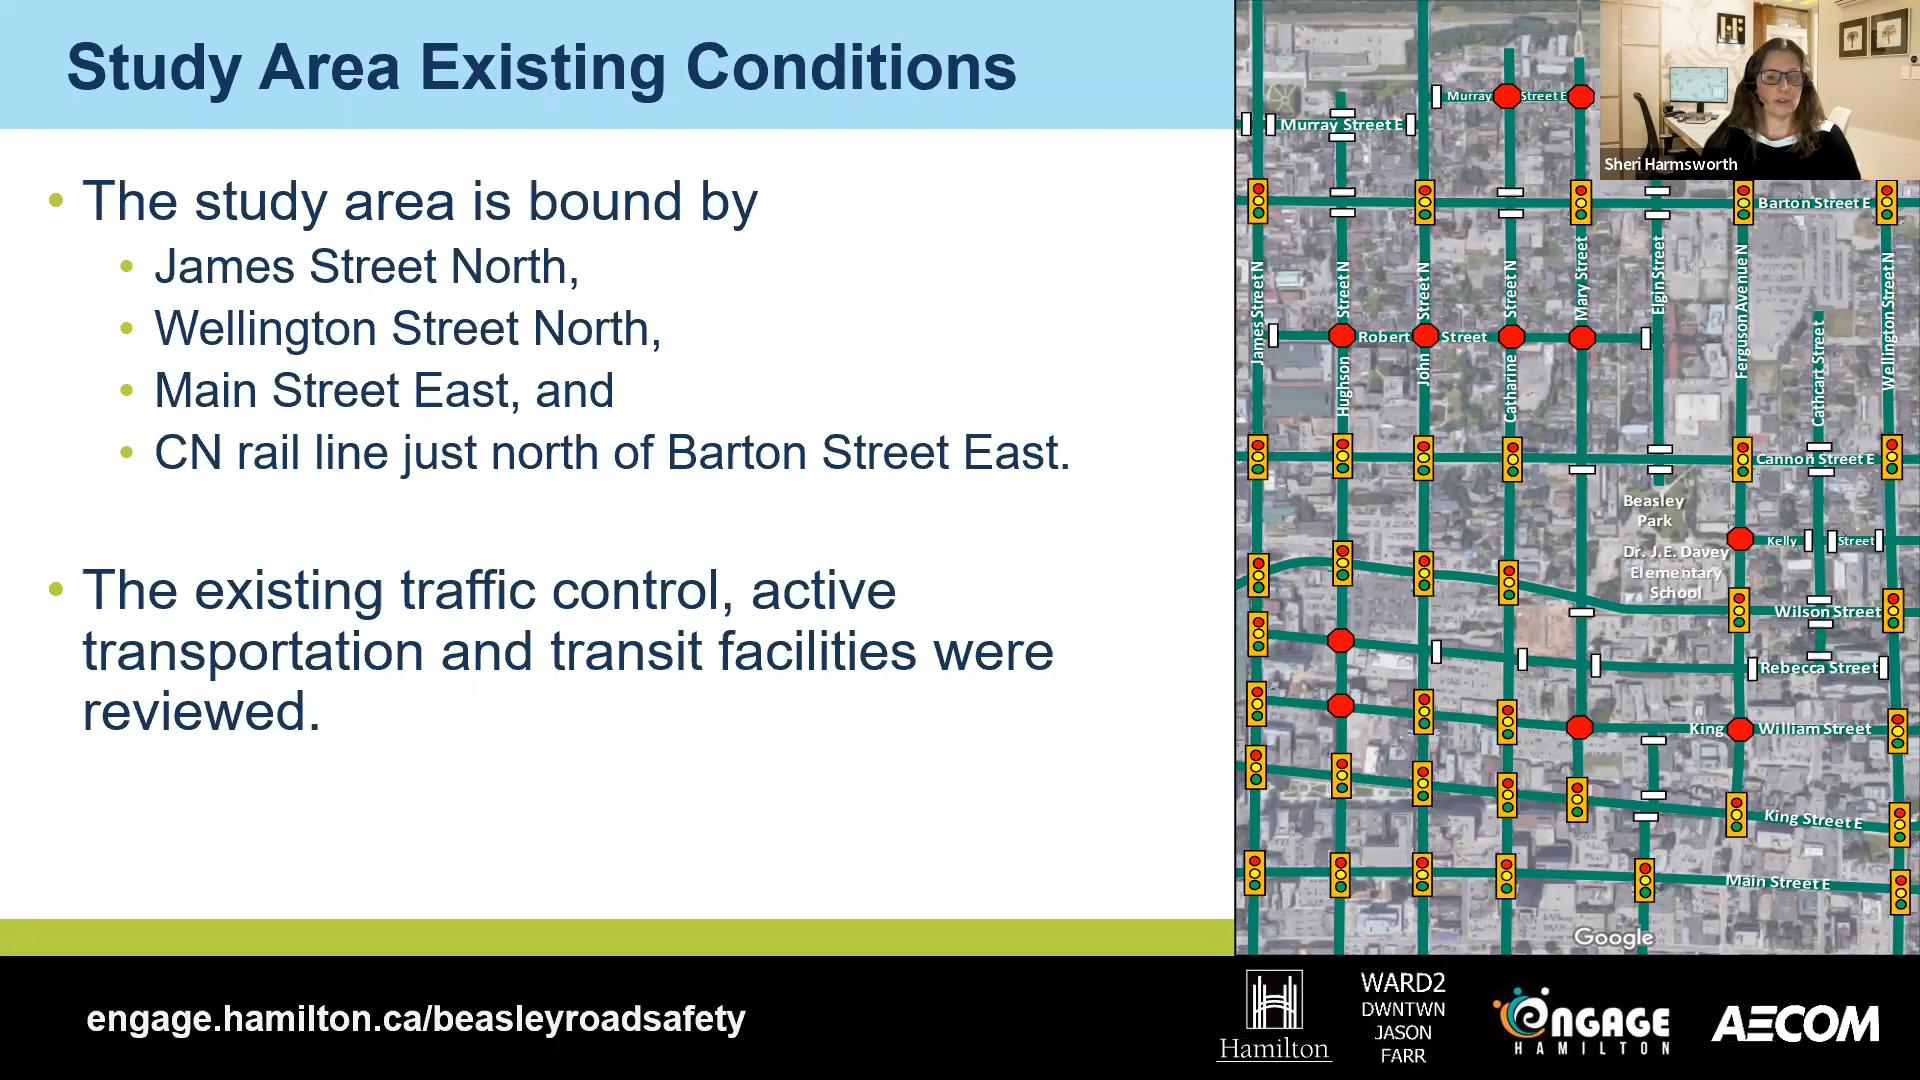 Study Area Existing Conditions
• The study area is bound by
• James Street North,
• Wellington Street North,
• Main Street East, and
• CN rail line just north of Barton Street East.
• The existing traffic control, active
transportation and transit facilities were
reviewed.
Murray Street E
Murray Street E
Barton Street E
James Street N
Hughson Street N
John Street N
Catharine Street N
Mary Street
Elgin Street
Ferguson Avenue N
Cathcart Street
Wellington Street N
Robert Street
Cannon Street E
Beasley
Park
Kelly Street
Dr. J.E. Davey
Elementary
School
Wilson Street
Rebecca Street
King William Street
King Street E
Main Street E
Google
Sheri Harmsworth
engage.hamilton.ca/beasleyroadsafety
Hamilton
WARD2
DWNTWN
JASON
FARR
ENGAGE
HAMILTON
AECOM